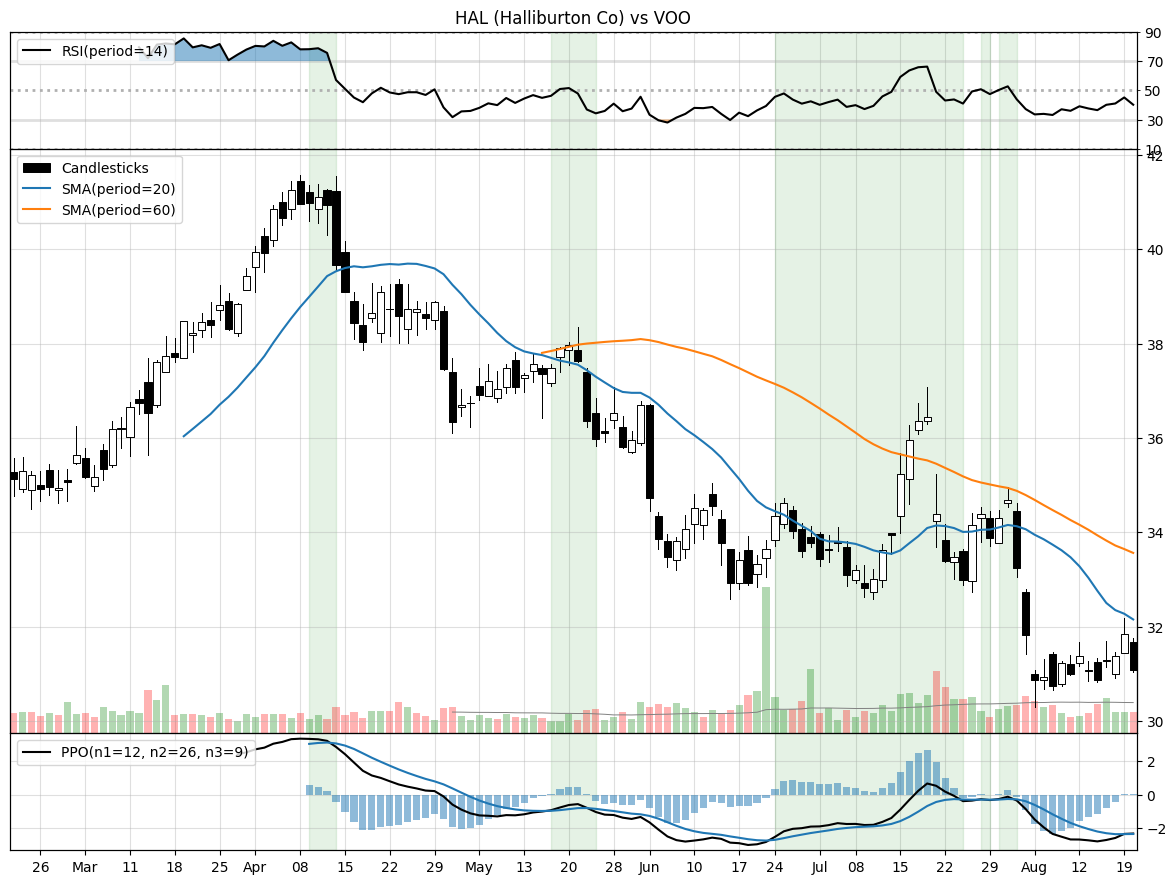 HAL (Halliburton Co) vs VOO
RSI(period=14)
90
70
50
30
10
Candlesticks
SMA(period=20)
SMA(period=60)
42
40
38
36
34
32
30
PPO(n1=12, n2=26, n3=9)
2
0
−2
26 Mar 11 18 25 Apr 08 15 22 29 May 13 20 28 Jun 10 17 24 Jul 08 15 22 29 Aug 12 19